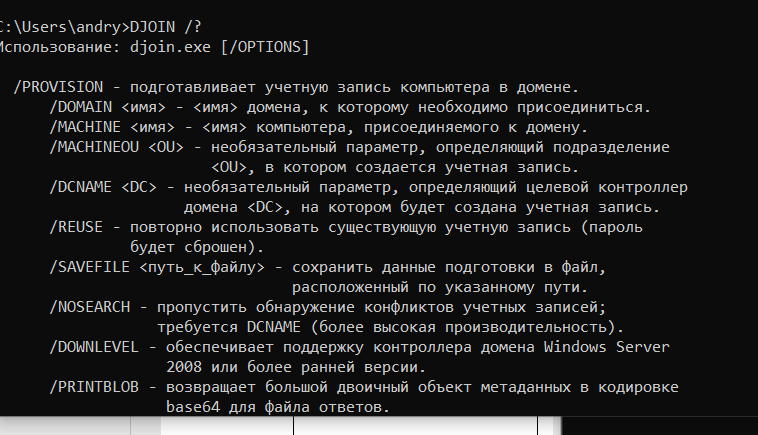 C:\Users\andry>DJOIN /?
Использование: djoin.exe [/OPTIONS]
/PROVISION - подготавливает учетную запись компьютера в домене.
/DOMAIN <имя> - <имя> домена, к которому необходимо присоединиться.
/MACHINE <имя> - <имя> компьютера, присоединяемого к домену.
/MACHINEOU <OU> - необязательный параметр, определяющий подразделение
<OU>, в котором создается учетная запись.
/DCNAME <DC> - необязательный параметр, определяющий целевой контроллер
домена <DC>, на котором будет создана учетная запись.
/REUSE - повторно использовать существующую учетную запись (пароль
будет сброшен).
/SAVEFILE <путь_к_файлу> - сохранить данные подготовки в файл,
расположенный по указанному пути.
/NOSEARCH - пропустить обнаружение конфликтов учетных записей;
требуется DCNAME (более высокая производительность).
/DOWNLEVEL - обеспечивает поддержку контроллера домена Windows Server
2008 или более ранней версии.
/PRINTBLOB - возвращает большой двоичный объект метаданных в кодировке
base64 для файла ответов.